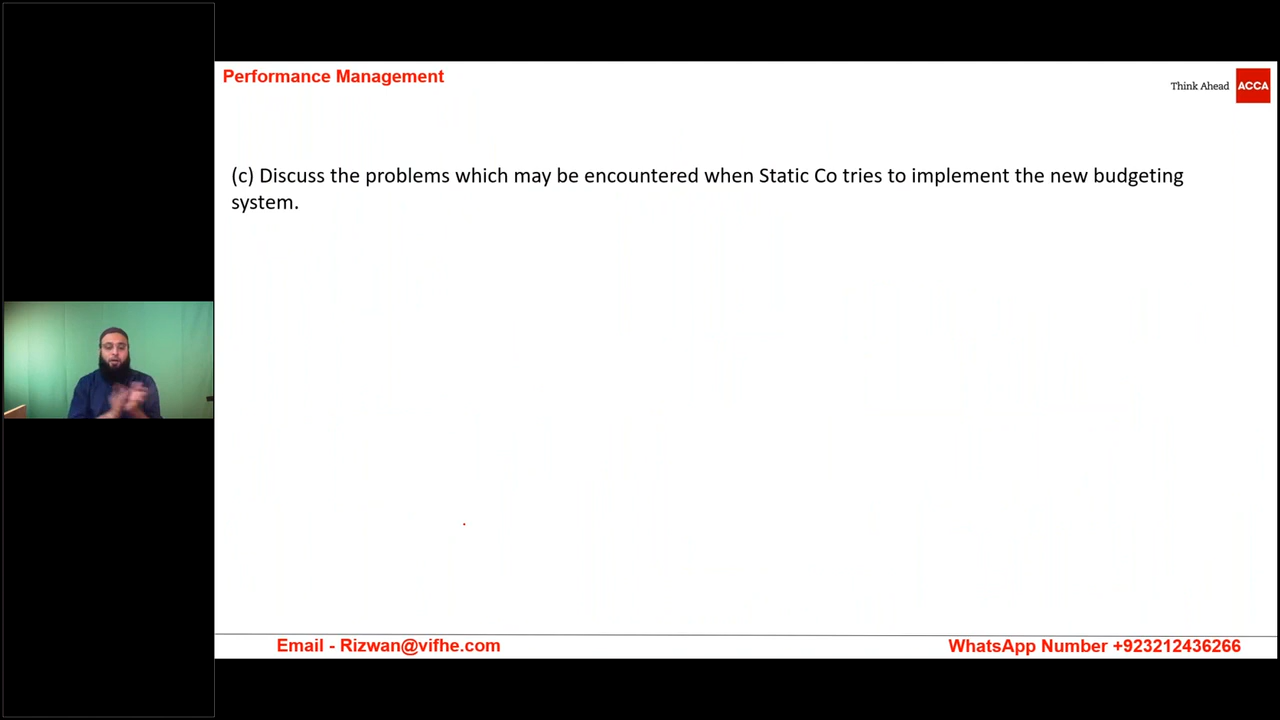 Performance Management
Think Ahead ACCA
(c) Discuss the problems which may be encountered when Static Co tries to implement the new budgeting
system.
Email - Rizwan@vifhe.com
WhatsApp Number +923212436266